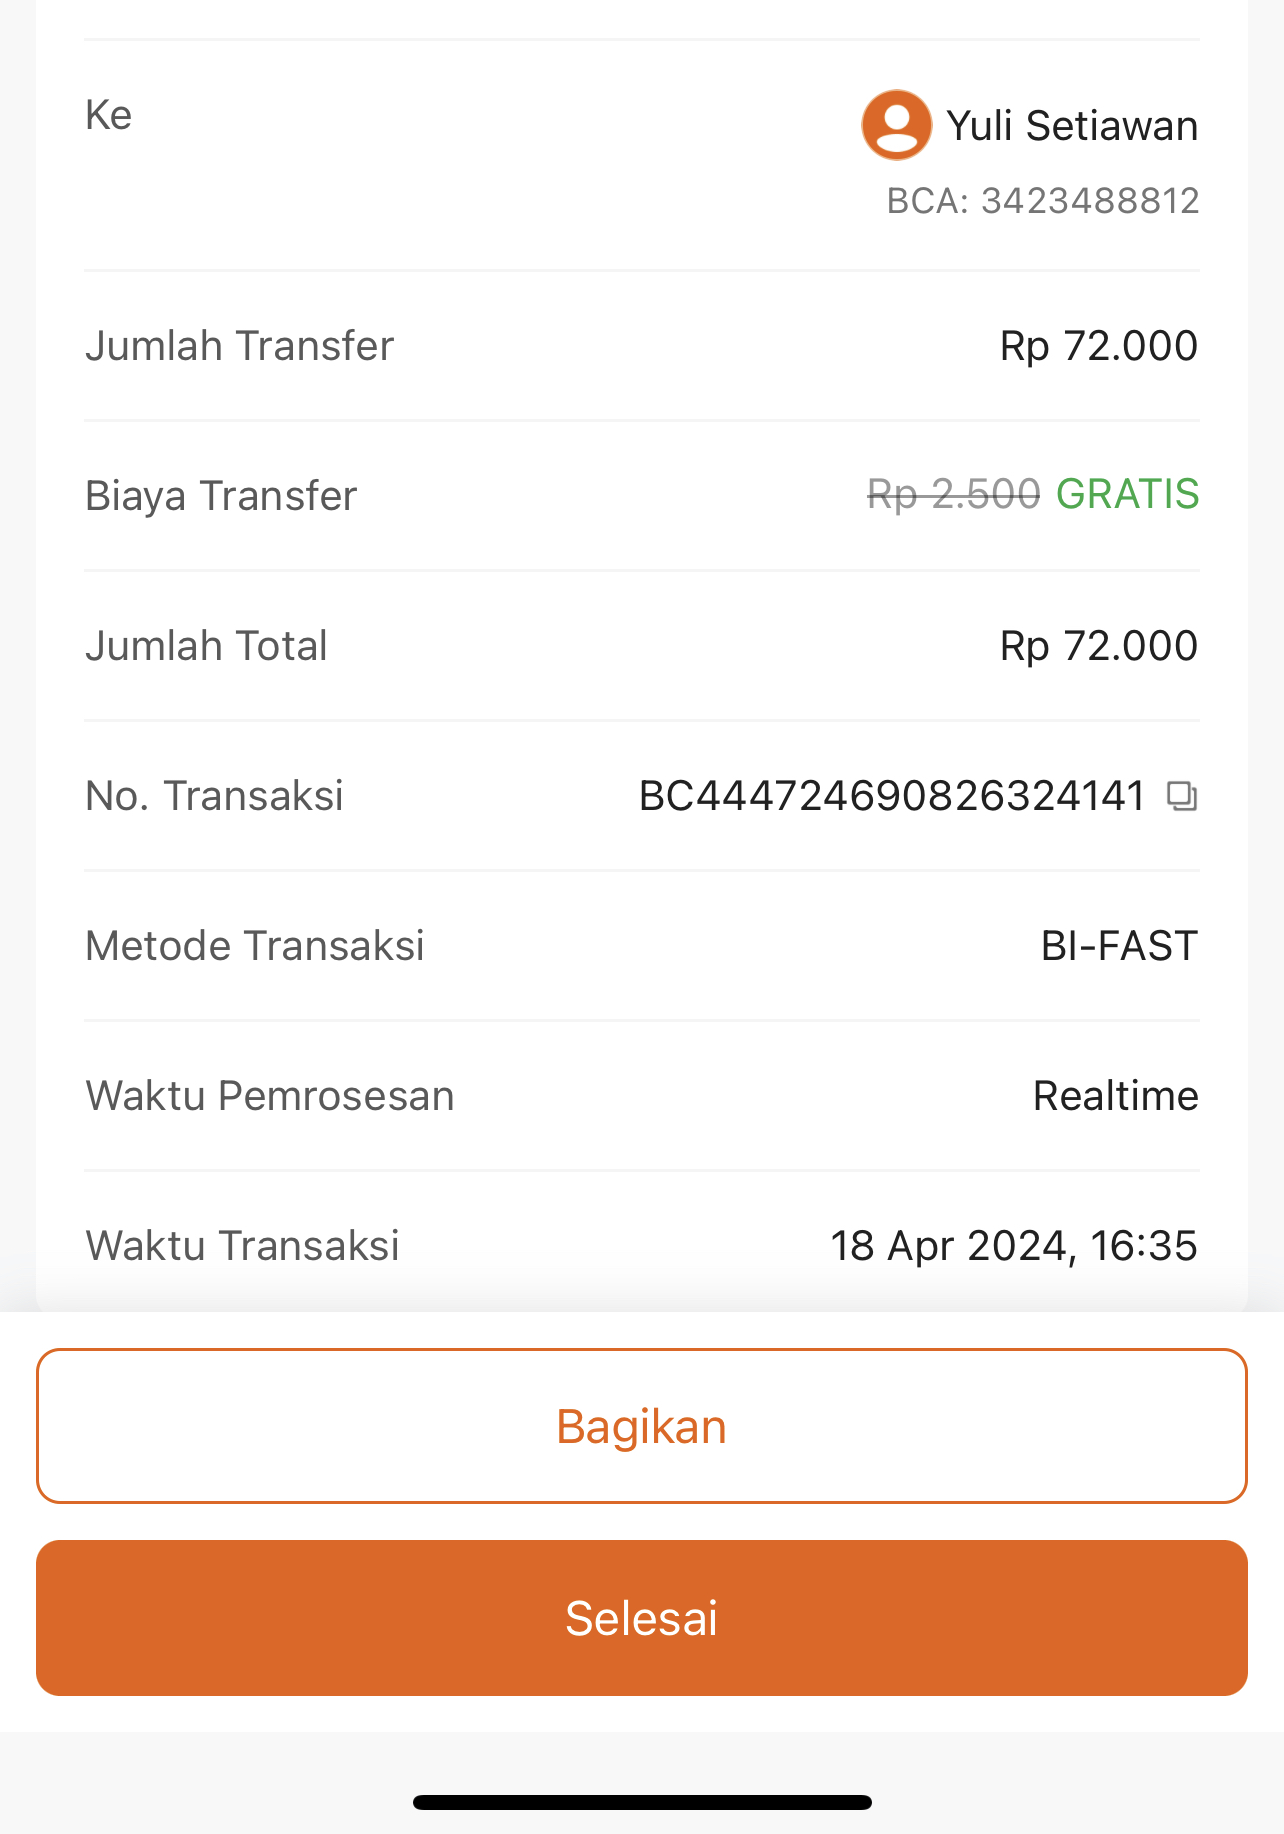 Ke
Yuli Setiawan
BCA: 3423488812
Jumlah Transfer Rp 72.000
Biaya Transfer Rp 2.500 GRATIS
Jumlah Total Rp 72.000
No. Transaksi BC444724690826324141
Metode Transaksi BI-FAST
Waktu Pemrosesan Realtime
Waktu Transaksi 18 Apr 2024, 16:35
Bagikan
Selesai